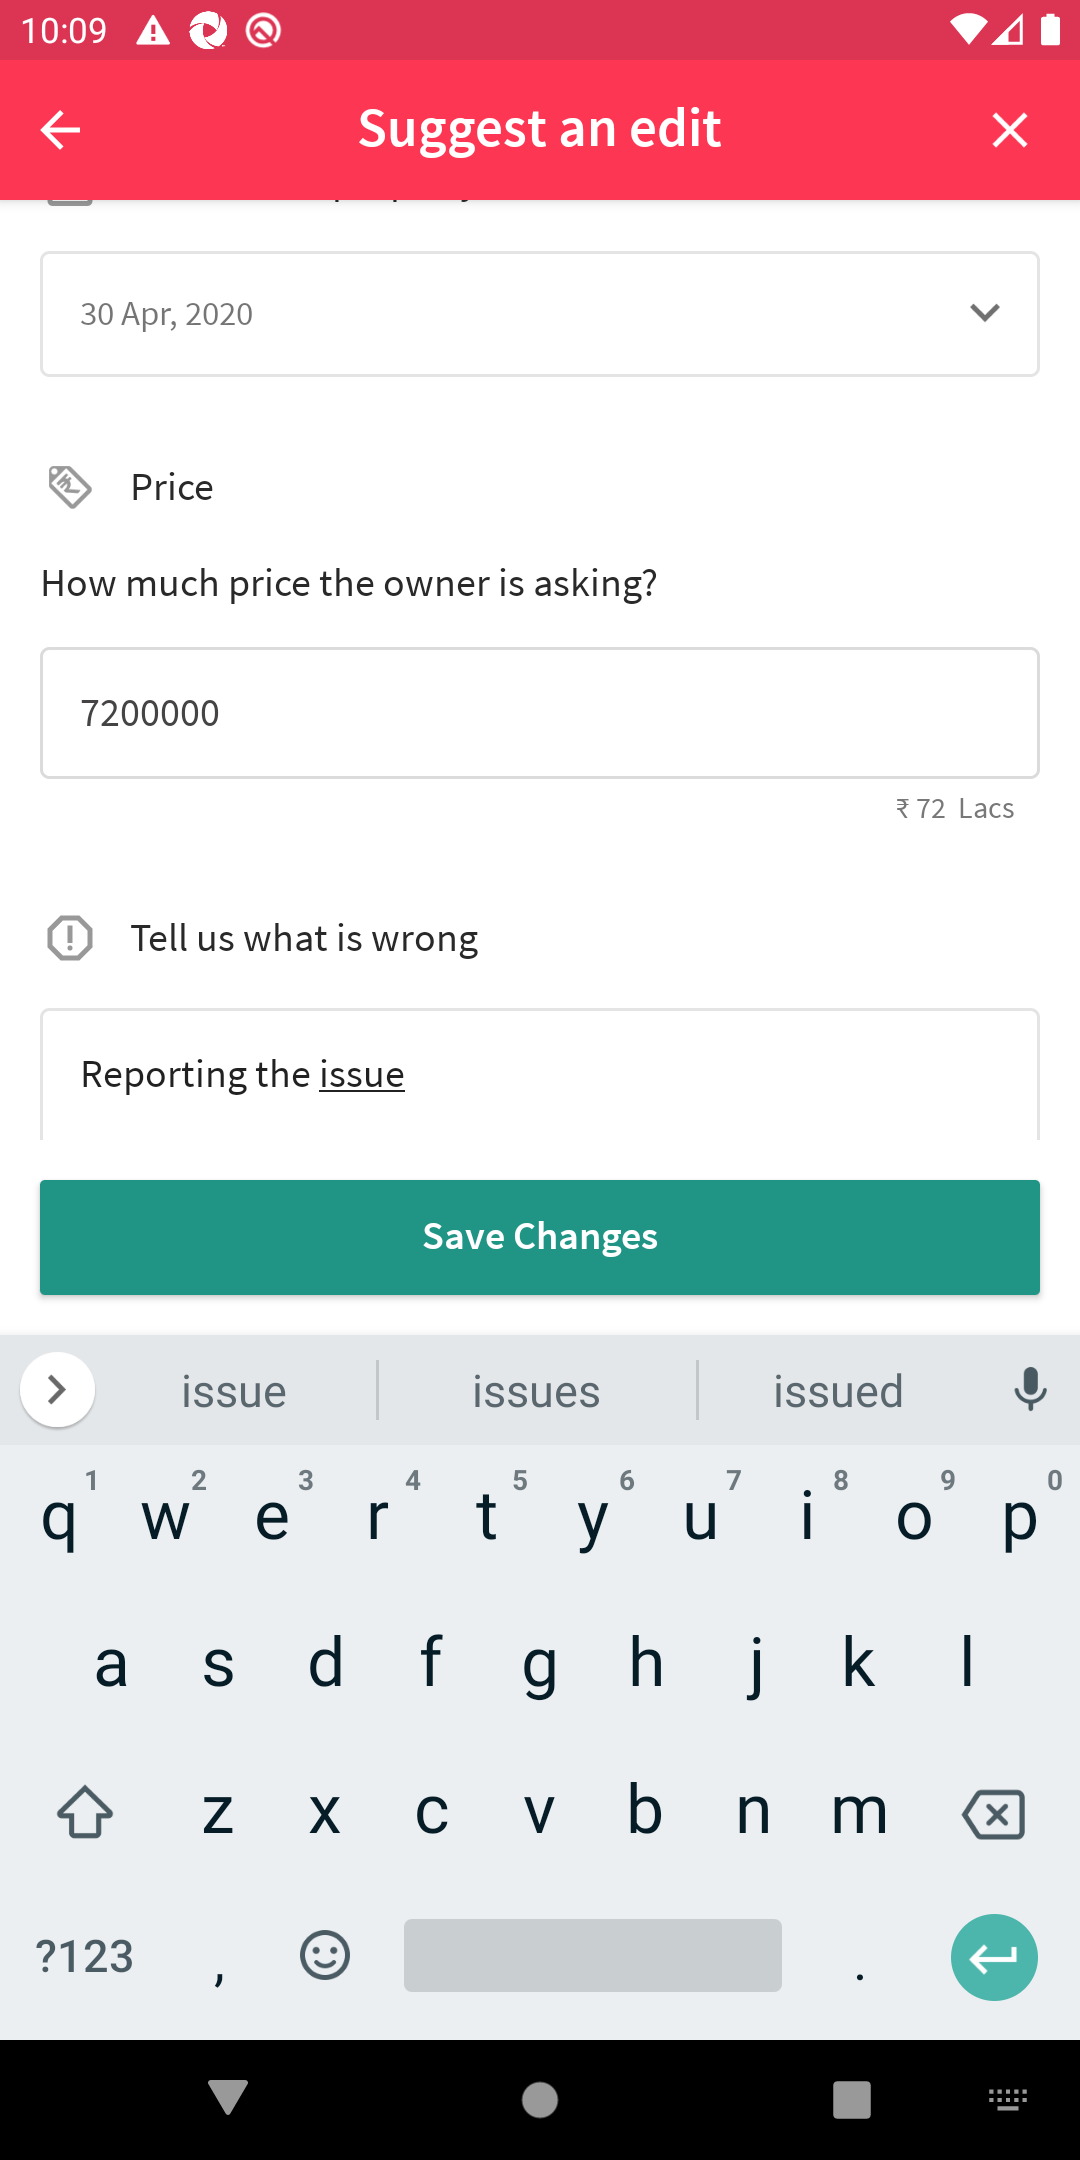 10:09
Suggest an edit
30 Apr, 2020
Price
How much price the owner is asking?
7200000
₹ 72 Lacs
Tell us what is wrong
Reporting the issue
Save Changes
issue issues issued
1 2 3 4 5 6 7 8 9 0
q w e r t y u i o p
a s d f g h j k l
z x c v b n m
?123 , .